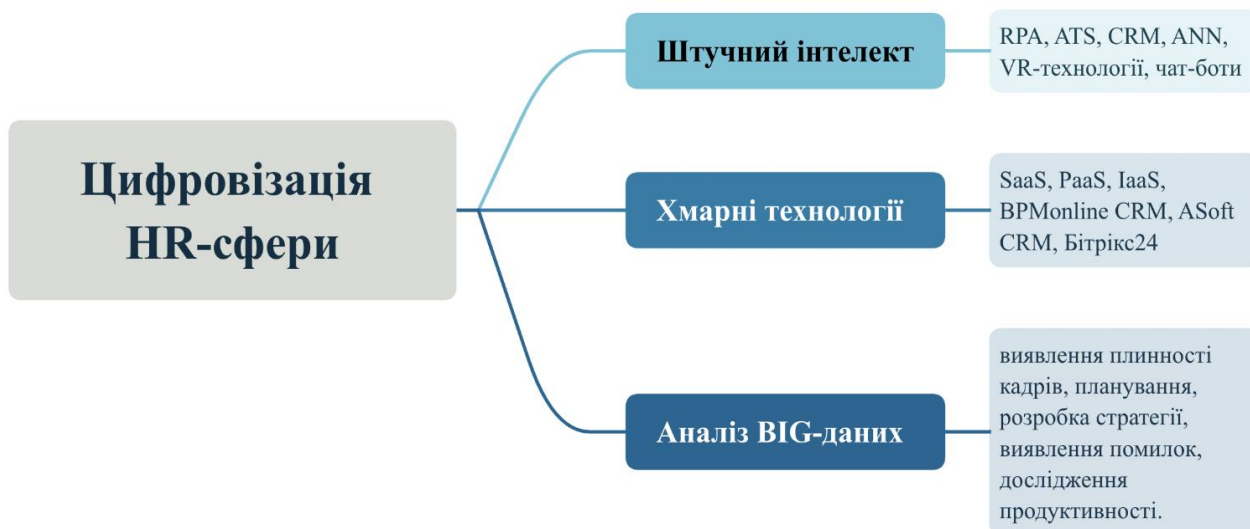 Цифровізація
HR-сфери
Штучний інтелект
RPA, ATS, CRM, ANN,
VR-технології, чат-боти
Хмарні технології
SaaS, PaaS, IaaS,
BPMonline CRM, ASoft
CRM, Бітрікс24
Аналіз BIG-даних
виявлення плинності
кадрів, планування,
розробка стратегії,
виявлення помилок,
дослідження
продуктивності.